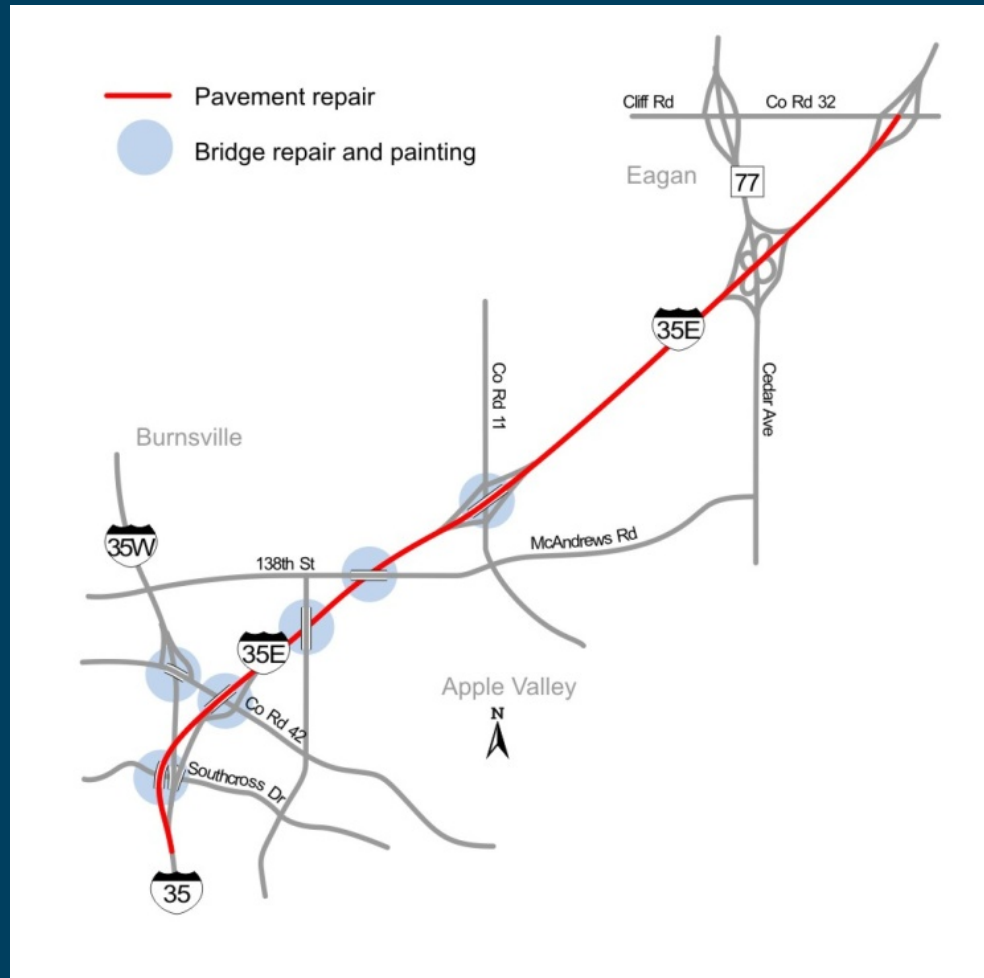 Pavement repair
Bridge repair and painting
Cliff Rd
Co Rd 32
Eagan
77
35E
Co Rd 11
Cedar Ave
Burnsville
35W
McAndrews Rd
138th St
35E
Apple Valley
N
Co Rd 42
Southcross Dr
35